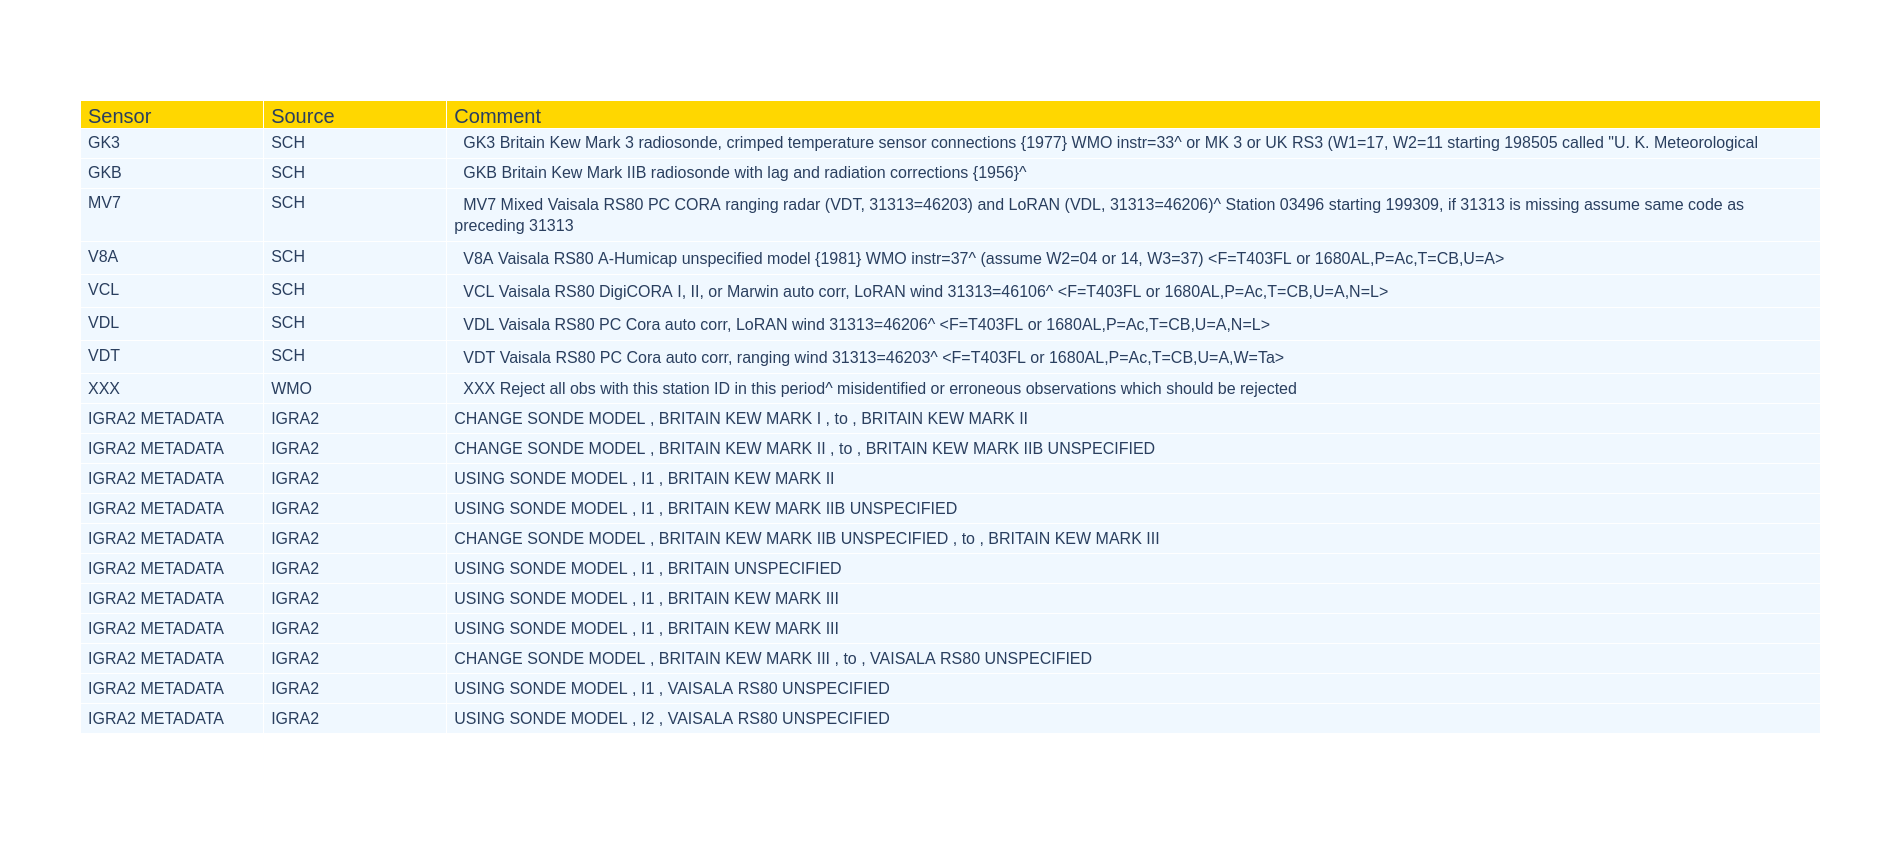 Sensor Source Comment
GK3 SCH GK3 Britain Kew Mark 3 radiosonde, crimped temperature sensor connections {1977} WMO instr=33^ or MK 3 or UK RS3 (W1=17, W2=11 starting 198505 called "U. K. Meteorological
GKB SCH GKB Britain Kew Mark IIB radiosonde with lag and radiation corrections {1956}^
MV7 SCH MV7 Mixed Vaisala RS80 PC CORA ranging radar (VDT, 31313=46203) and LoRAN (VDL, 31313=46206)^ Station 03496 starting 199309, if 31313 is missing assume same code as
preceding 31313
V8A SCH V8A Vaisala RS80 A-Humicap unspecified model {1981} WMO instr=37^ (assume W2=04 or 14, W3=37) <F=T403FL or 1680AL,P=Ac,T=CB,U=A>
VCL SCH VCL Vaisala RS80 DigiCORA I, II, or Marwin auto corr, LoRAN wind 31313=46106^ <F=T403FL or 1680AL,P=Ac,T=CB,U=A,N=L>
VDL SCH VDL Vaisala RS80 PC Cora auto corr, LoRAN wind 31313=46206^ <F=T403FL or 1680AL,P=Ac,T=CB,U=A,N=L>
VDT SCH VDT Vaisala RS80 PC Cora auto corr, ranging wind 31313=46203^ <F=T403FL or 1680AL,P=Ac,T=CB,U=A,W=Ta>
XXX WMO XXX Reject all obs with this station ID in this period^ misidentified or erroneous observations which should be rejected
IGRA2 METADATA IGRA2 CHANGE SONDE MODEL , BRITAIN KEW MARK I , to , BRITAIN KEW MARK II
IGRA2 METADATA IGRA2 CHANGE SONDE MODEL , BRITAIN KEW MARK II , to , BRITAIN KEW MARK IIB UNSPECIFIED
IGRA2 METADATA IGRA2 USING SONDE MODEL , I1 , BRITAIN KEW MARK II
IGRA2 METADATA IGRA2 USING SONDE MODEL , I1 , BRITAIN KEW MARK IIB UNSPECIFIED
IGRA2 METADATA IGRA2 CHANGE SONDE MODEL , BRITAIN KEW MARK IIB UNSPECIFIED , to , BRITAIN KEW MARK III
IGRA2 METADATA IGRA2 USING SONDE MODEL , I1 , BRITAIN UNSPECIFIED
IGRA2 METADATA IGRA2 USING SONDE MODEL , I1 , BRITAIN KEW MARK III
IGRA2 METADATA IGRA2 USING SONDE MODEL , I1 , BRITAIN KEW MARK III
IGRA2 METADATA IGRA2 CHANGE SONDE MODEL , BRITAIN KEW MARK III , to , VAISALA RS80 UNSPECIFIED
IGRA2 METADATA IGRA2 USING SONDE MODEL , I1 , VAISALA RS80 UNSPECIFIED
IGRA2 METADATA IGRA2 USING SONDE MODEL , I2 , VAISALA RS80 UNSPECIFIED